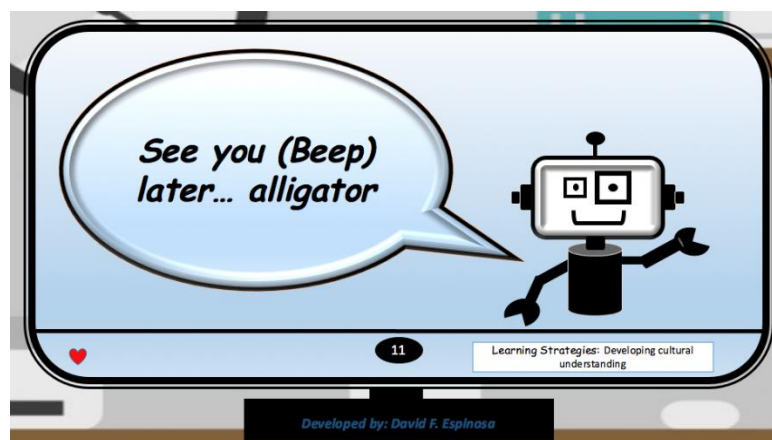 See you (Beep)
later... alligator
11
Learning Strategies: Developing cultural
understanding
Developed by: David F. Espinosa